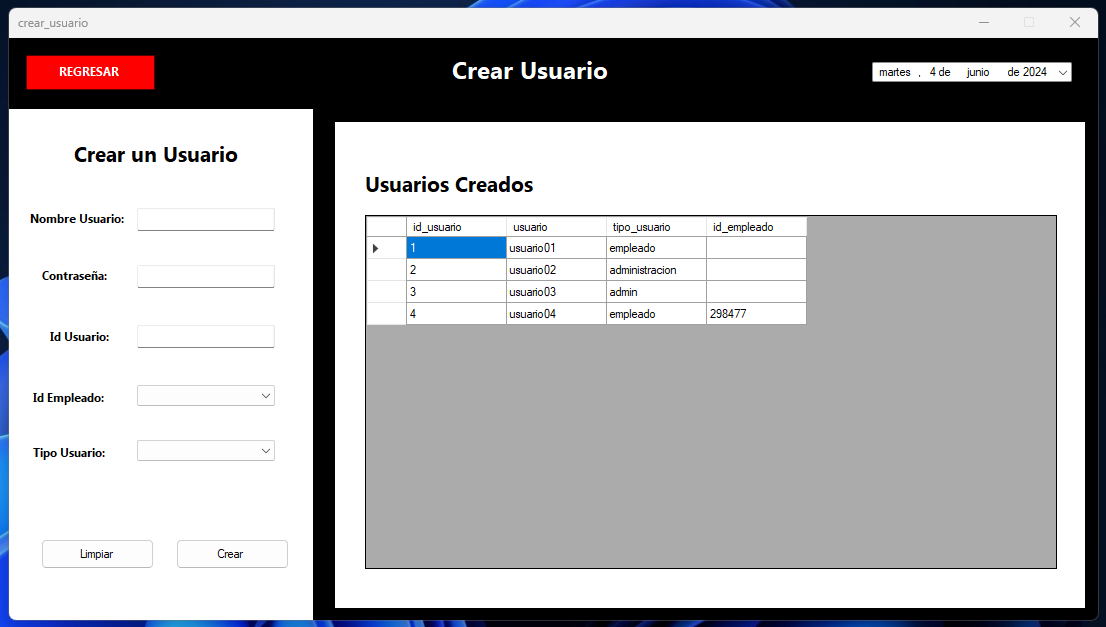 crear_usuario
REGRESAR
Crear Usuario
martes , 4 de junio de 2024
Crear un Usuario
Nombre Usuario:
Contraseña:
Id Usuario:
Id Empleado:
Tipo Usuario:
Limpiar
Crear
Usuarios Creados
id_usuario usuario tipo_usuario id_empleado
1 usuario01 empleado
2 usuario02 administracion
3 usuario03 admin
4 usuario04 empleado 298477